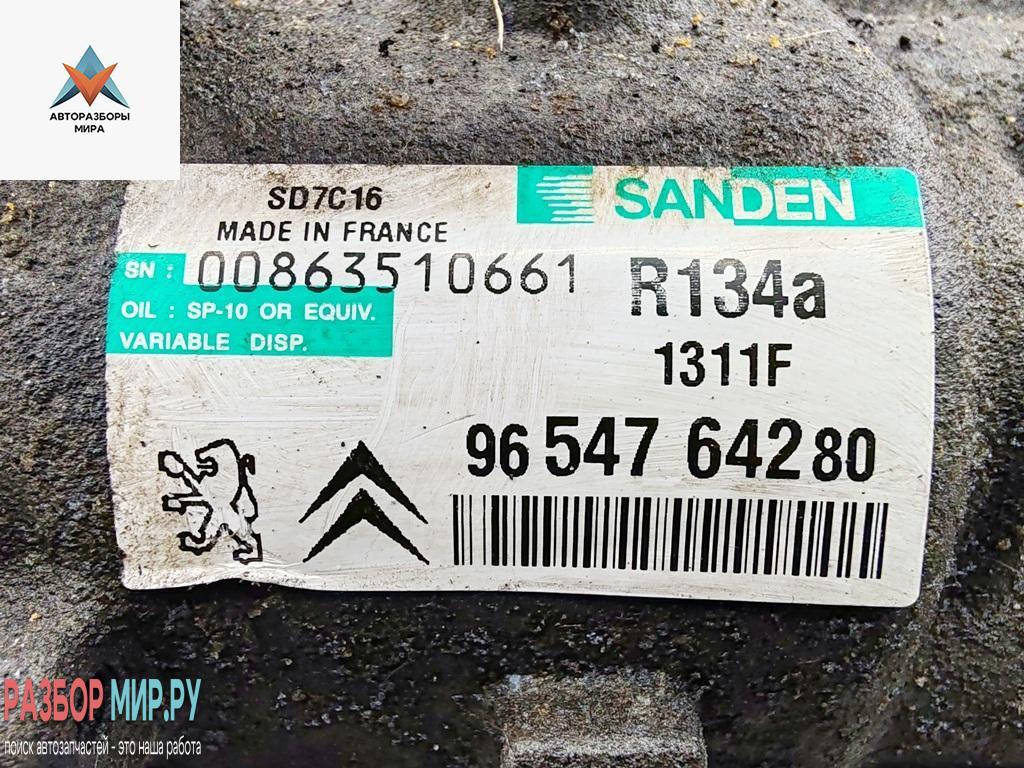 АВТОРАЗБОРЫ
МИРА
SD7C16
MADE IN FRANCE
SANDEN
SN : 00863510661
OIL : SP-10 OR EQUIV.
VARIABLE DISP.
R134a
1311F
96 547 642 80
РАЗБОР МИР.РУ
поиск автозапчастей - это наша работа